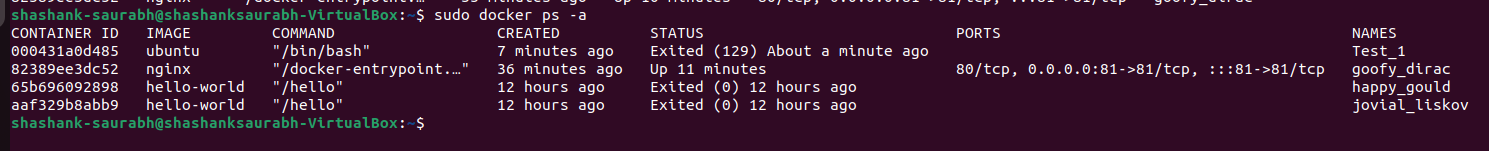 shashank-saurabh@shashanksaurabh-VirtualBox:~$ sudo docker ps -a
CONTAINER ID   IMAGE         COMMAND                  CREATED          STATUS                            PORTS                                       NAMES
000431a0d485   ubuntu        "/bin/bash"              7 minutes ago    Exited (129) About a minute ago                                               Test_1
82389ee3dc52   nginx         "/docker-entrypoint.…"   36 minutes ago   Up 11 minutes                     80/tcp, 0.0.0.0:81->81/tcp, :::81->81/tcp   goofy_dirac
65b696092898   hello-world   "/hello"                 12 hours ago     Exited (0) 12 hours ago                                                       happy_gould
aaf329b8abb9   hello-world   "/hello"                 12 hours ago     Exited (0) 12 hours ago                                                       jovial_liskov
shashank-saurabh@shashanksaurabh-VirtualBox:~$